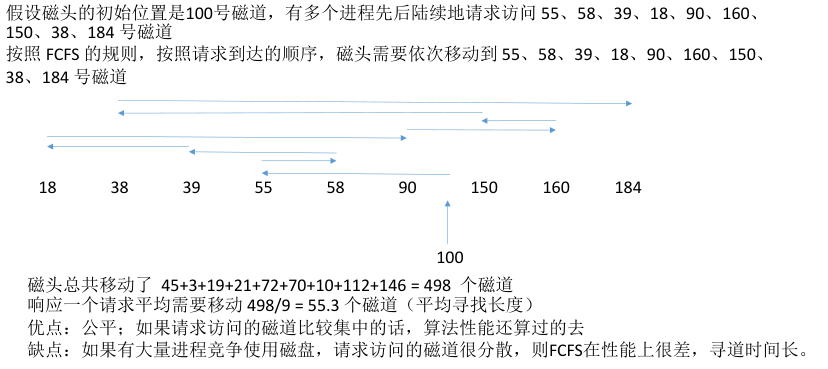 假设磁头的初始位置是100号磁道，有多个进程先后陆续地请求访问 55、58、39、18、90、160、
150、38、184 号磁道
按照 FCFS 的规则，按照请求到达的顺序，磁头需要依次移动到 55、58、39、18、90、160、150、
38、184 号磁道
18 38 39 55 58 90 150 160 184
100
磁头总共移动了 45+3+19+21+72+70+10+112+146 = 498 个磁道
响应一个请求平均需要移动 498/9 = 55.3 个磁道（平均寻找长度）
优点：公平；如果请求访问的磁道比较集中的话，算法性能还算过的去
缺点：如果有大量进程竞争使用磁盘，请求访问的磁道很分散，则FCFS在性能上很差，寻道时间长。